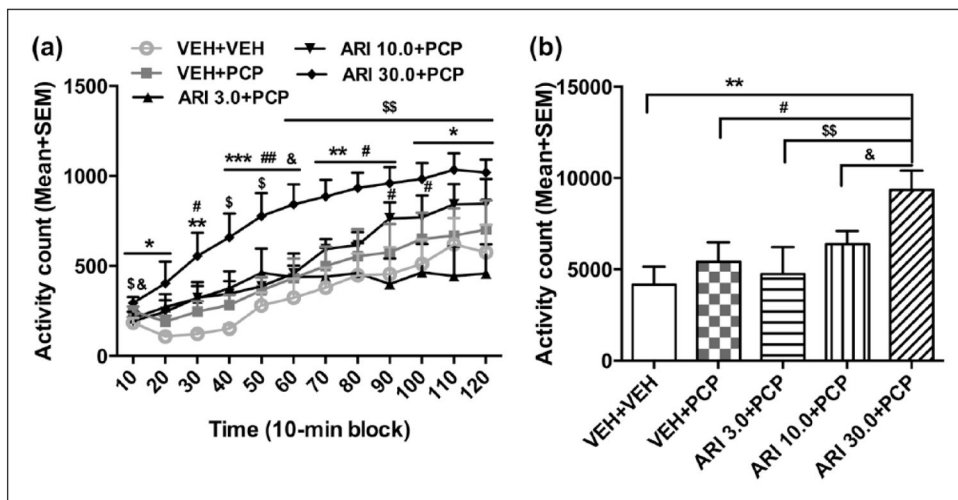 (a)
VEH+VEH
VEH+PCP
ARI 3.0+PCP
ARI 10.0+PCP
ARI 30.0+PCP
Activity count (Mean+SEM)
1500
1000
500
0
$$
*** ## &
** #
*
#
**
$
$
#
#
*
$&
10
20
30
40
50
60
70
80
90
100
110
120
Time (10-min block)
(b)
Activity count (Mean+SEM)
15000
10000
5000
0
**
#
$$
&
VEH+VEH
VEH+PCP
ARI 3.0+PCP
ARI 10.0+PCP
ARI 30.0+PCP